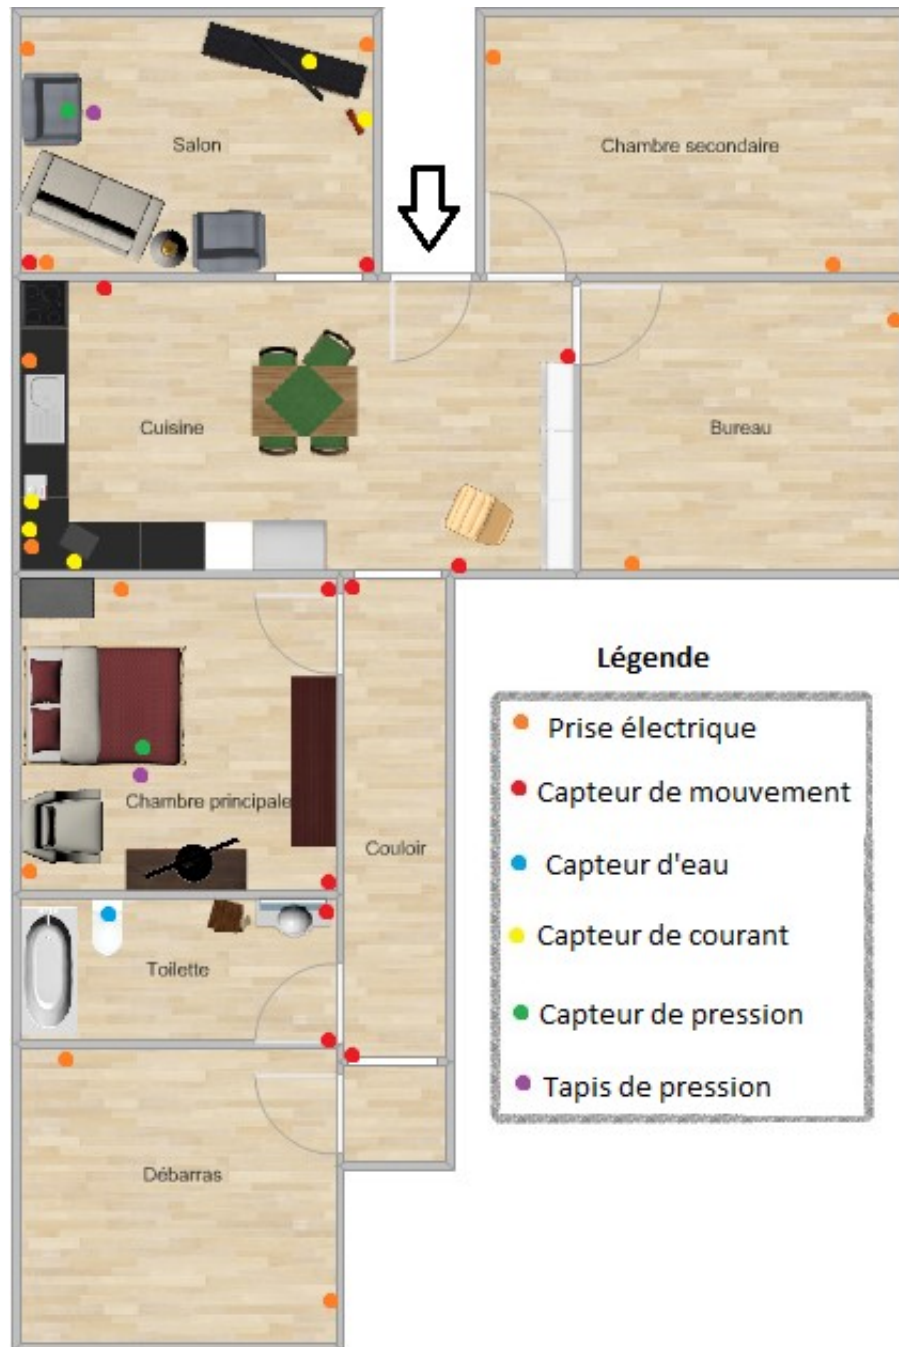 Salon
Chambre secondaire
Cuisine
Bureau
Chambre principale
Couloir
Toilette
Débarras
Légende
Prise électrique
Capteur de mouvement
Capteur d'eau
Capteur de courant
Capteur de pression
Tapis de pression